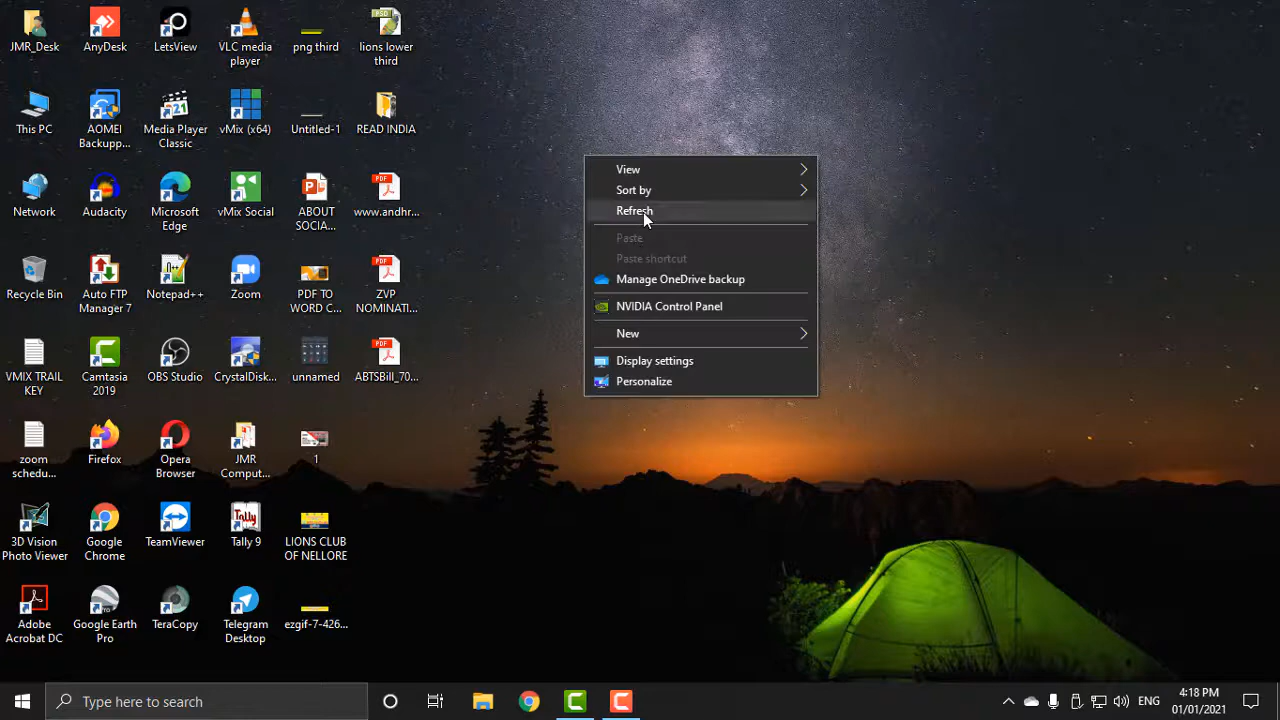 JMR_Desk
AnyDesk
LetsView
VLC media
player
png third
lions lower
third
This PC
AOMEI
Backupp...
Media Player
Classic
vMix (x64)
Untitled-1
READ INDIA
Network
Audacity
Microsoft
Edge
vMix Social
ABOUT
SOCIA...
www.andhr...
Recycle Bin
Auto FTP
Manager 7
Notepad++
Zoom
PDF TO
WORD C...
ZVP
NOMINATI...
VMIX TRAIL
KEY
Camtasia
2019
OBS Studio
CrystalDisk...
unnamed
ABTSBill_70...
zoom
schedu...
Firefox
Opera
Browser
JMR
Comput...
1
3D Vision
Photo Viewer
Google
Chrome
TeamViewer
Tally 9
LIONS CLUB
OF NELLORE
Adobe
Acrobat DC
Google Earth
Pro
TeraCopy
Telegram
Desktop
ezgif-7-426...
View
Sort by
Refresh
Paste
Paste shortcut
Manage OneDrive backup
NVIDIA Control Panel
New
Display settings
Personalize
Type here to search
ENG
4:18 PM
01/01/2021